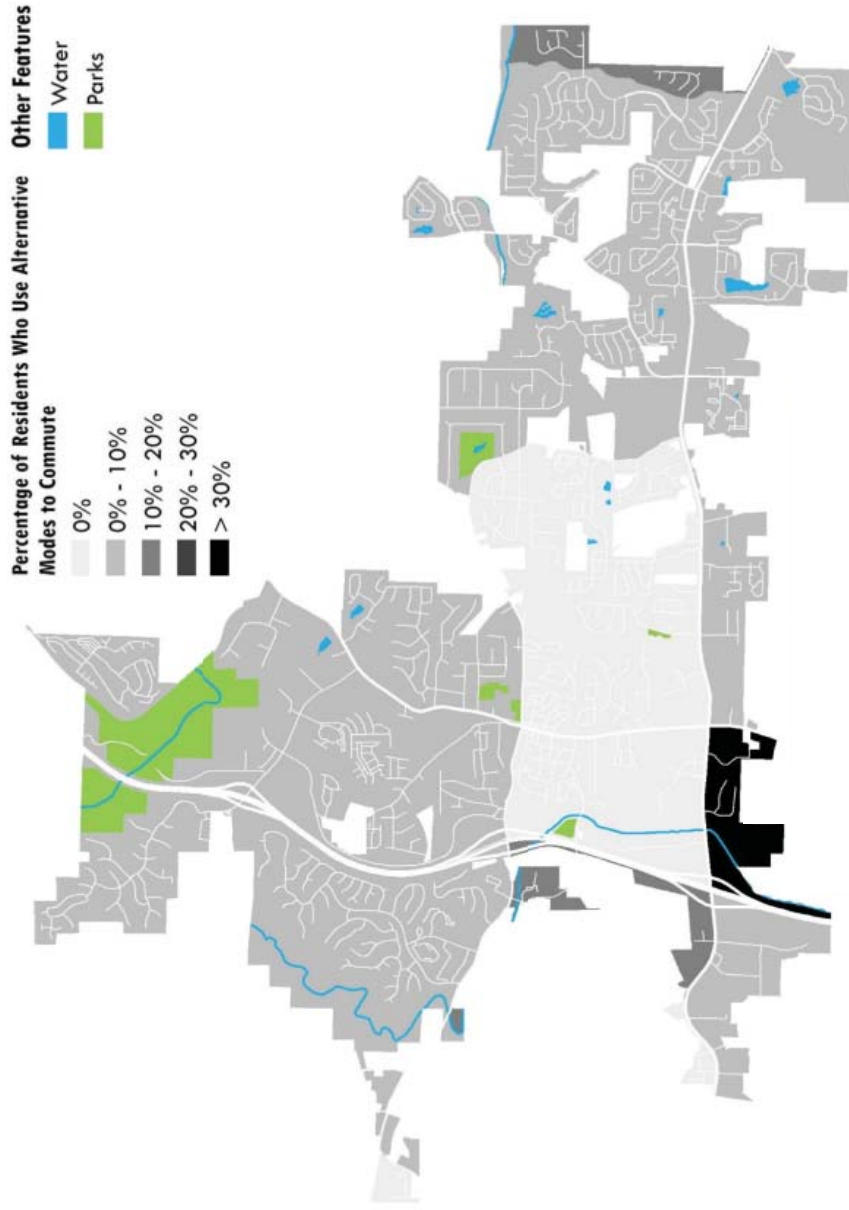 Percentage of Residents Who Use Alternative
Modes to Commute
0%
0% - 10%
10% - 20%
20% - 30%
> 30%
Other Features
Water
Parks